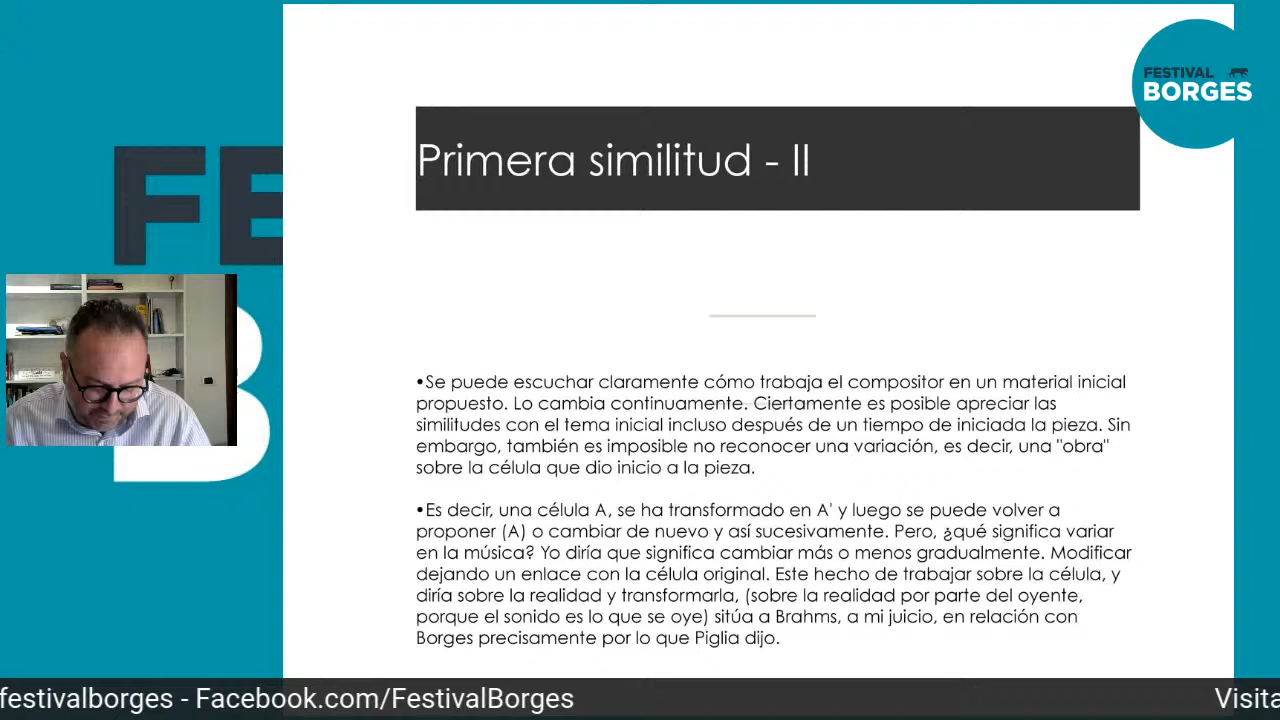 FESTIVAL
BORGES
FE
B
Primera similitud - II
•Se puede escuchar claramente cómo trabaja el compositor en un material inicial
propuesto. Lo cambia continuamente. Ciertamente es posible apreciar las
similitudes con el tema inicial incluso después de un tiempo de iniciada la pieza. Sin
embargo, también es imposible no reconocer una variación, es decir, una "obra"
sobre la célula que dio inicio a la pieza.
•Es decir, una célula A, se ha transformado en A' y luego se puede volver a
proponer (A) o cambiar de nuevo y así sucesivamente. Pero, ¿qué significa variar
en la música? Yo diría que significa cambiar más o menos gradualmente. Modificar
dejando un enlace con la célula original. Este hecho de trabajar sobre la célula, y
diría sobre la realidad y transformarla, (sobre la realidad por parte del oyente,
porque el sonido es lo que se oye) sitúa a Brahms, a mi juicio, en relación con
Borges precisamente por lo que Piglia dijo.
festivalborges - Facebook.com/FestivalBorges
Visita